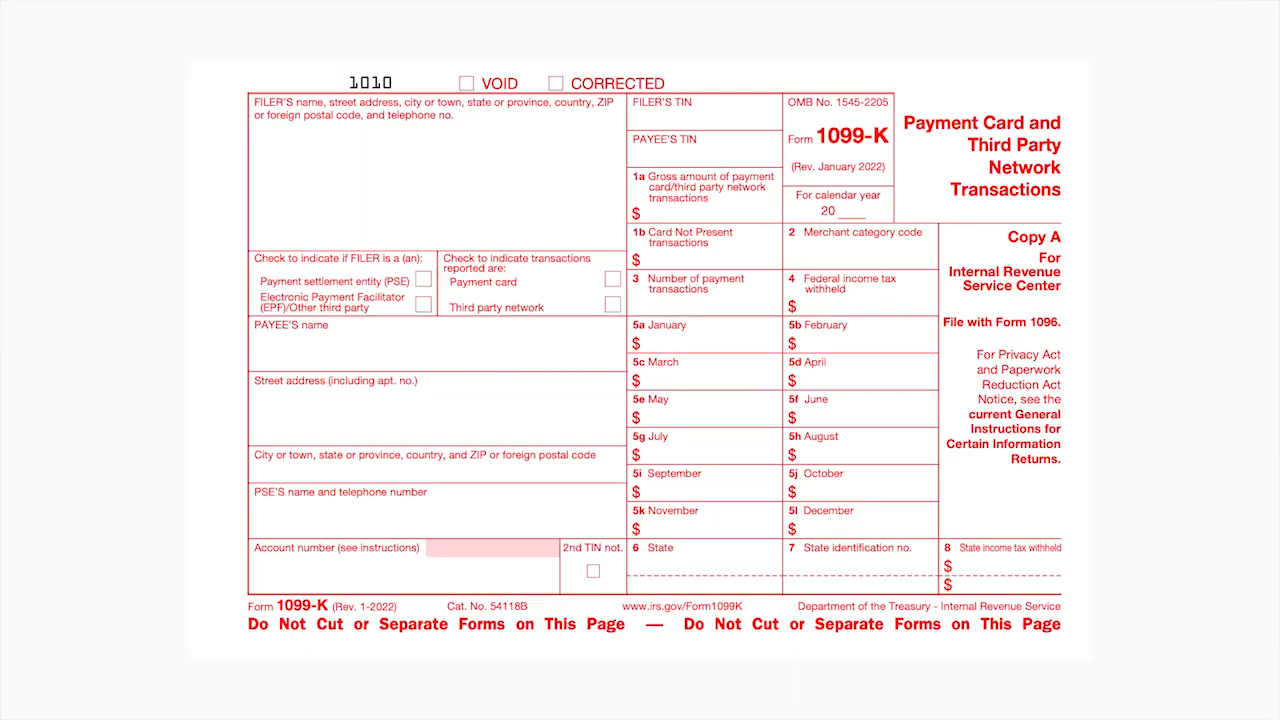 1010 VOID CORRECTED
FILER'S name, street address, city or town, state or province, country, ZIP
or foreign postal code, and telephone no.
FILER'S TIN
PAYEE'S TIN
OMB No. 1545-2205
Form 1099-K
(Rev. January 2022)
For calendar year
20 ____
Payment Card and
Third Party
Network
Transactions
1a Gross amount of payment
card/third party network
transactions
$
1b Card Not Present
transactions
$
2 Merchant category code
Copy A
For
Internal Revenue
Service Center
File with Form 1096.
For Privacy Act
and Paperwork
Reduction Act
Notice, see the
current General
Instructions for
Certain Information
Returns.
Check to indicate if FILER is a (an):
Payment settlement entity (PSE)
Electronic Payment Facilitator
(EPF)/Other third party
Check to indicate transactions
reported are:
Payment card
Third party network
3 Number of payment
transactions
4 Federal income tax
withheld
$
PAYEE'S name
Street address (including apt. no.)
City or town, state or province, country, and ZIP or foreign postal code
PSE'S name and telephone number
5a January
$
5b February
$
5c March
$
5d April
$
5e May
$
5f June
$
5g July
$
5h August
$
5i September
$
5j October
$
5k November
$
5l December
$
Account number (see instructions)
2nd TIN not.
6 State
7 State identification no.
8 State income tax withheld
$
$
Form 1099-K (Rev. 1-2022) Cat. No. 54118B www.irs.gov/Form1099K Department of the Treasury - Internal Revenue Service
Do Not Cut or Separate Forms on This Page — Do Not Cut or Separate Forms on This Page